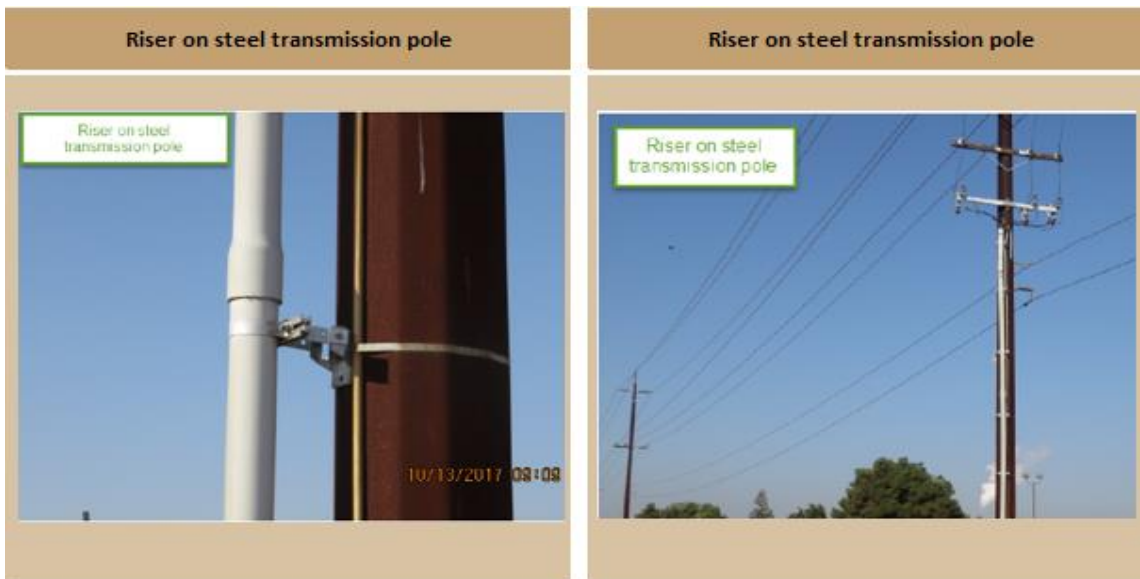 Riser on steel transmission pole
Riser on steel transmission pole
Riser on steel
transmission pole
10/13/2017 09:09
Riser on steel
transmission pole